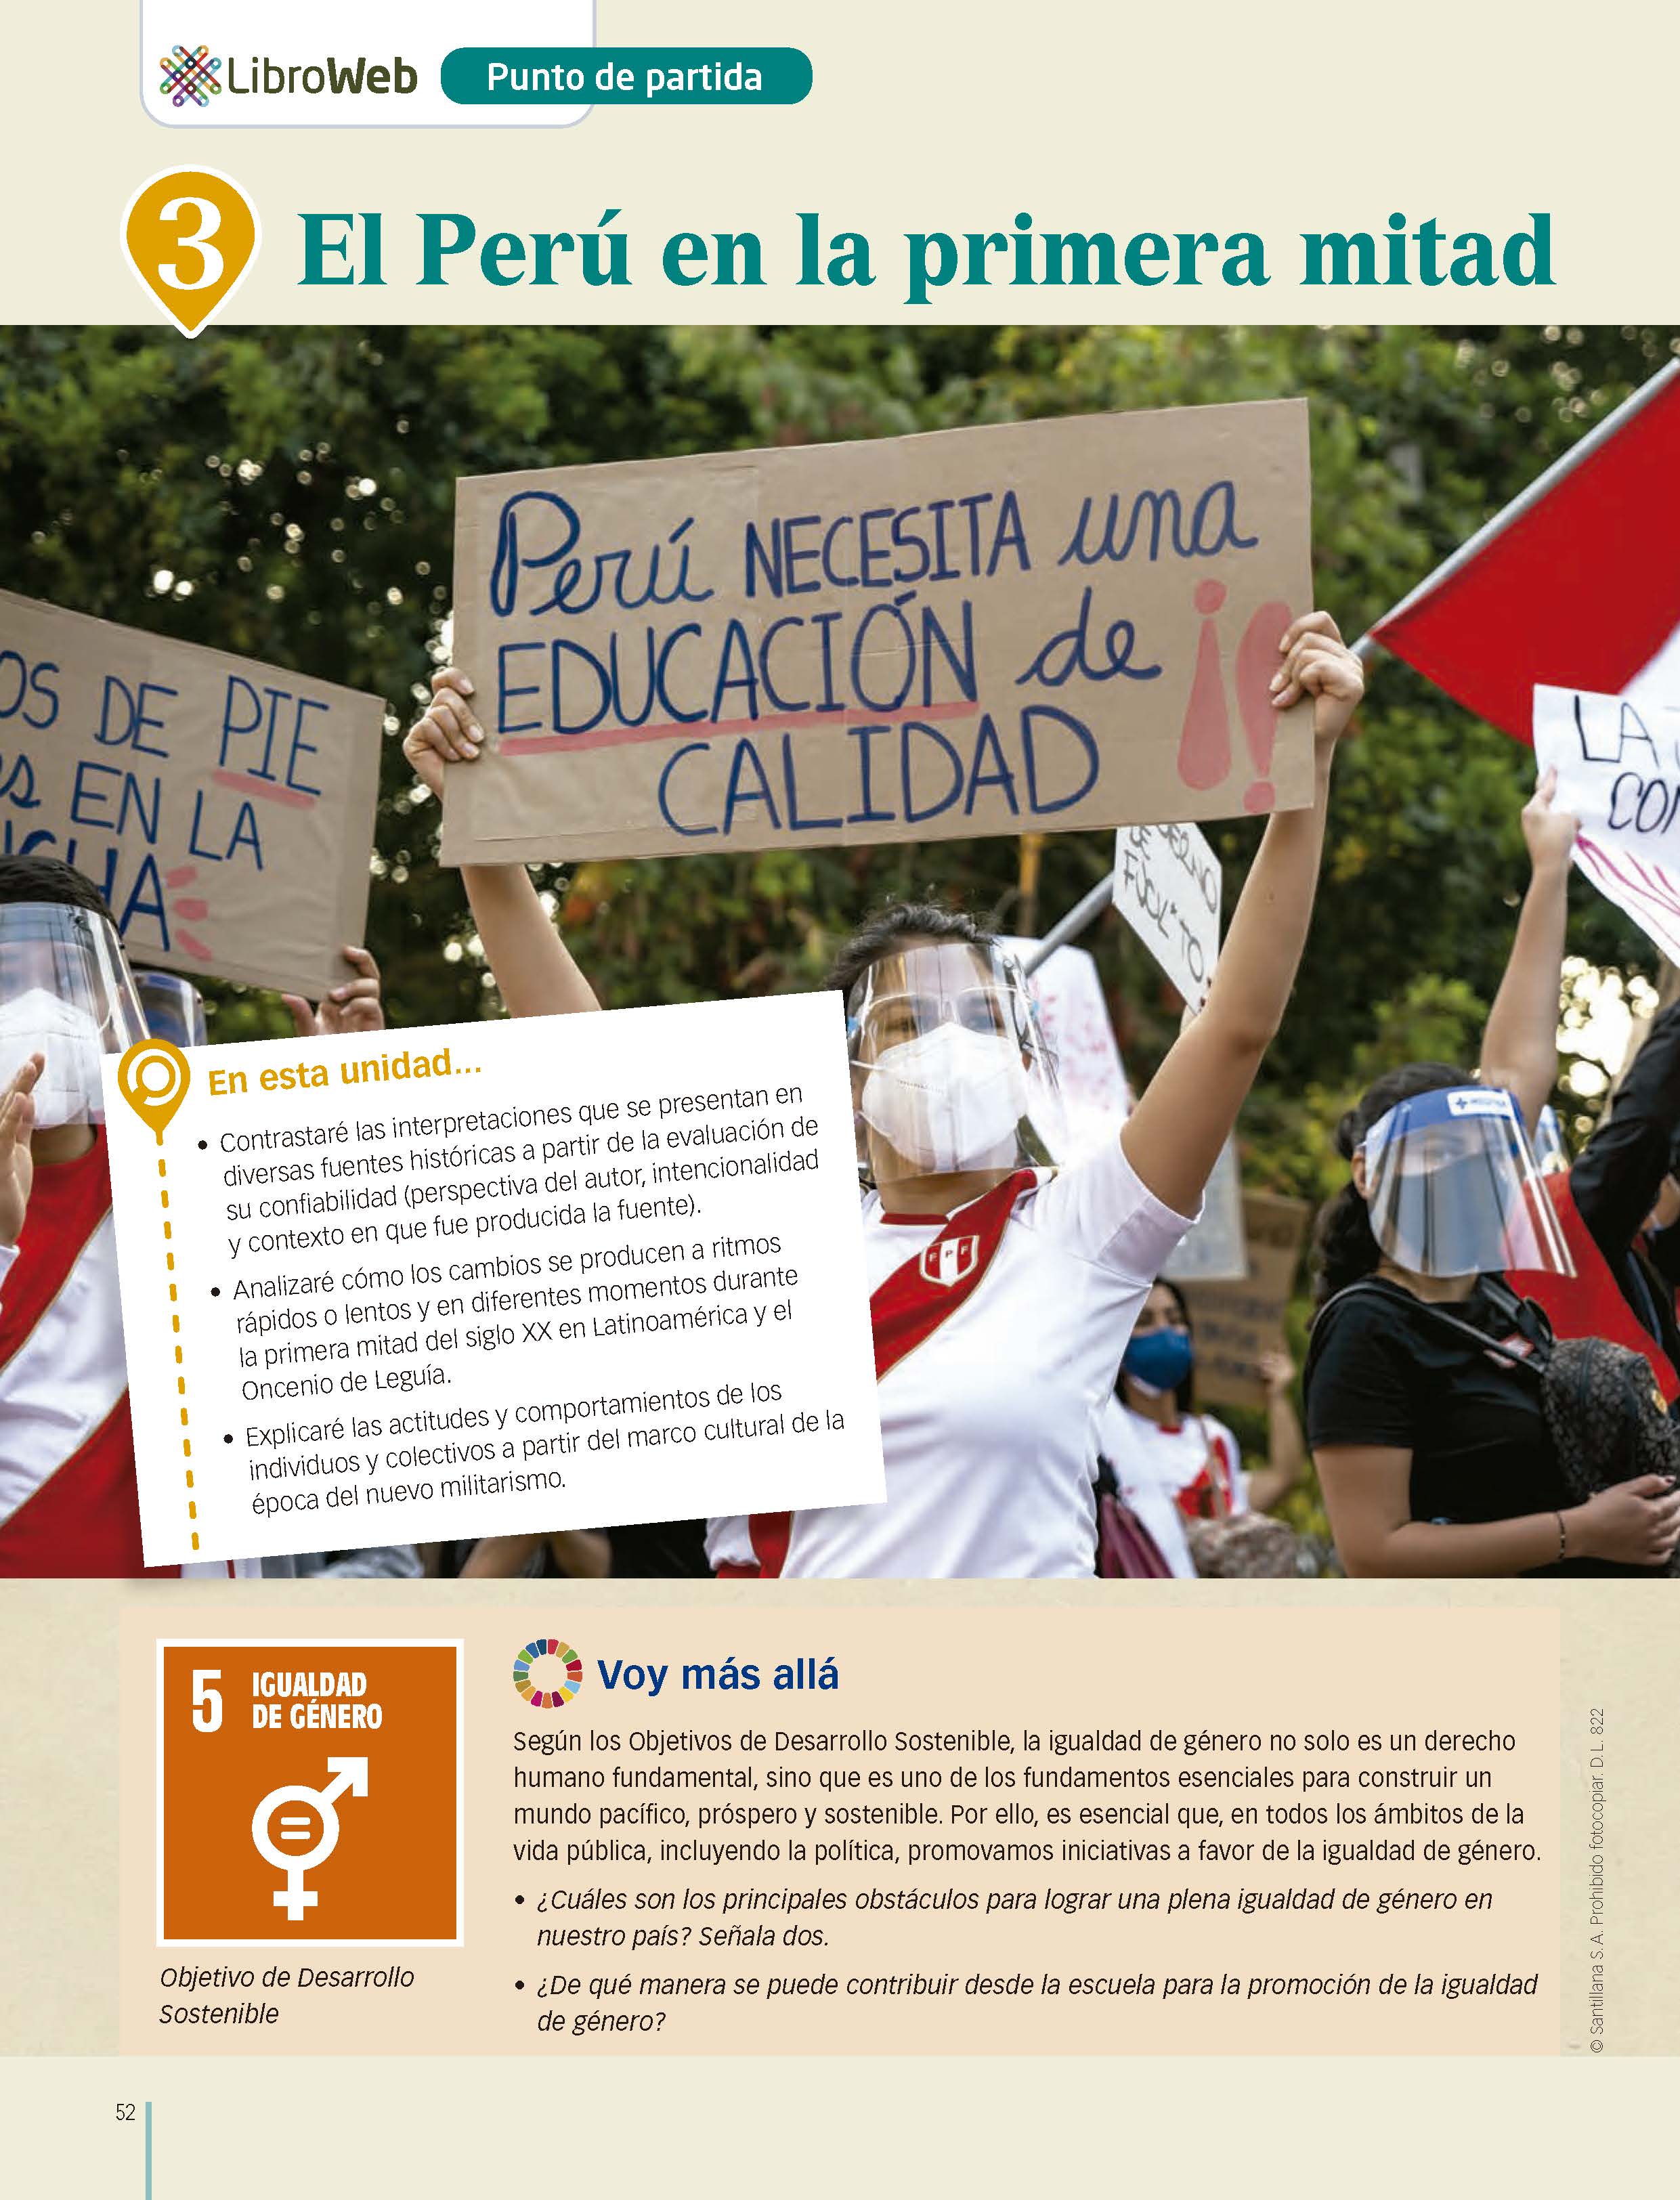 LibroWeb
Punto de partida
3
El Perú en la primera mitad
Perú NECESITA una
EDUCACIÓN de
CALIDAD ¡!
OS DE PIE
EN LA
LA
En esta unidad...
• Contrastaré las interpretaciones que se presentan en
diversas fuentes históricas a partir de la evaluación de
su confiabilidad (perspectiva del autor, intencionalidad
y contexto en que fue producida la fuente).
• Analizaré cómo los cambios se producen a ritmos
rápidos o lentos y en diferentes momentos durante
la primera mitad del siglo XX en Latinoamérica y el
Oncenio de Leguía.
• Explicaré las actitudes y comportamientos de los
individuos y colectivos a partir del marco cultural de la
época del nuevo militarismo.
FPF
5 IGUALDAD
DE GÉNERO
Objetivo de Desarrollo
Sostenible
Voy más allá
Según los Objetivos de Desarrollo Sostenible, la igualdad de género no solo es un derecho
humano fundamental, sino que es uno de los fundamentos esenciales para construir un
mundo pacífico, próspero y sostenible. Por ello, es esencial que, en todos los ámbitos de la
vida pública, incluyendo la política, promovamos iniciativas a favor de la igualdad de género.
• ¿Cuáles son los principales obstáculos para lograr una plena igualdad de género en
nuestro país? Señala dos.
• ¿De qué manera se puede contribuir desde la escuela para la promoción de la igualdad
de género?
© Santillana S.A. Prohibido fotocopiar. D.L. 822
52